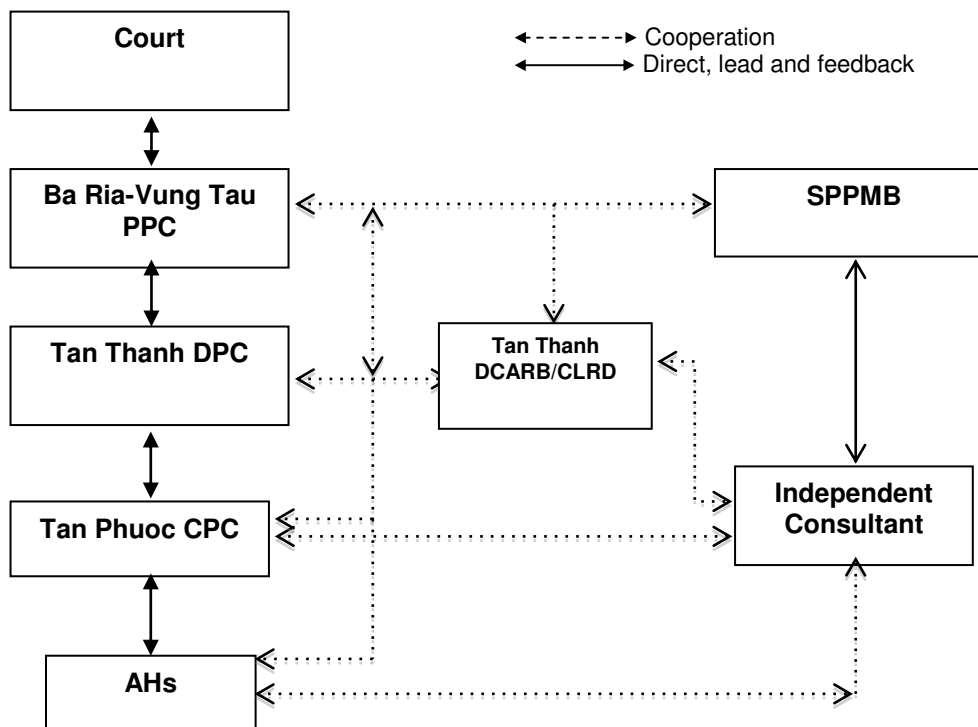 Court
Cooperation
Direct, lead and feedback
Ba Ria-Vung Tau
PPC
SPPMB
Tan Thanh DPC
Tan Thanh
DCARB/CLRD
Tan Phuoc CPC
Independent
Consultant
AHs